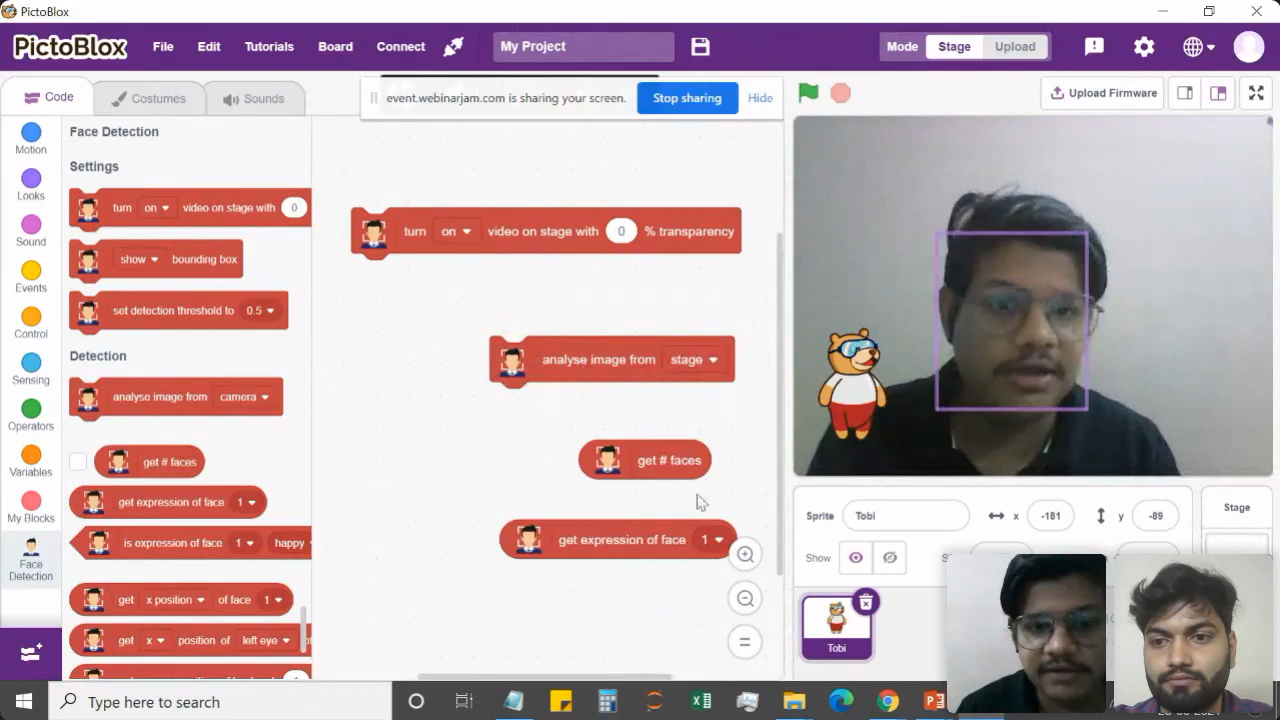 PictoBlox
PictoBlox File Edit Tutorials Board Connect My Project Mode Stage Upload
Code Costumes Sounds event.webinarjam.com is sharing your screen. Stop sharing Hide Upload Firmware
Motion
Looks
Sound
Events
Control
Sensing
Operators
Variables
My Blocks
Face
Detection
Face Detection
Settings
turn on video on stage with 0
show bounding box
set detection threshold to 0.5
Detection
analyse image from camera
get # faces
get expression of face 1
is expression of face 1 happy
get x position of face 1
get x position of left eye
turn on video on stage with 0 % transparency
analyse image from stage
get # faces
get expression of face 1
Sprite Tobi x -181 y -89
Show
Tobi
Stage
Type here to search